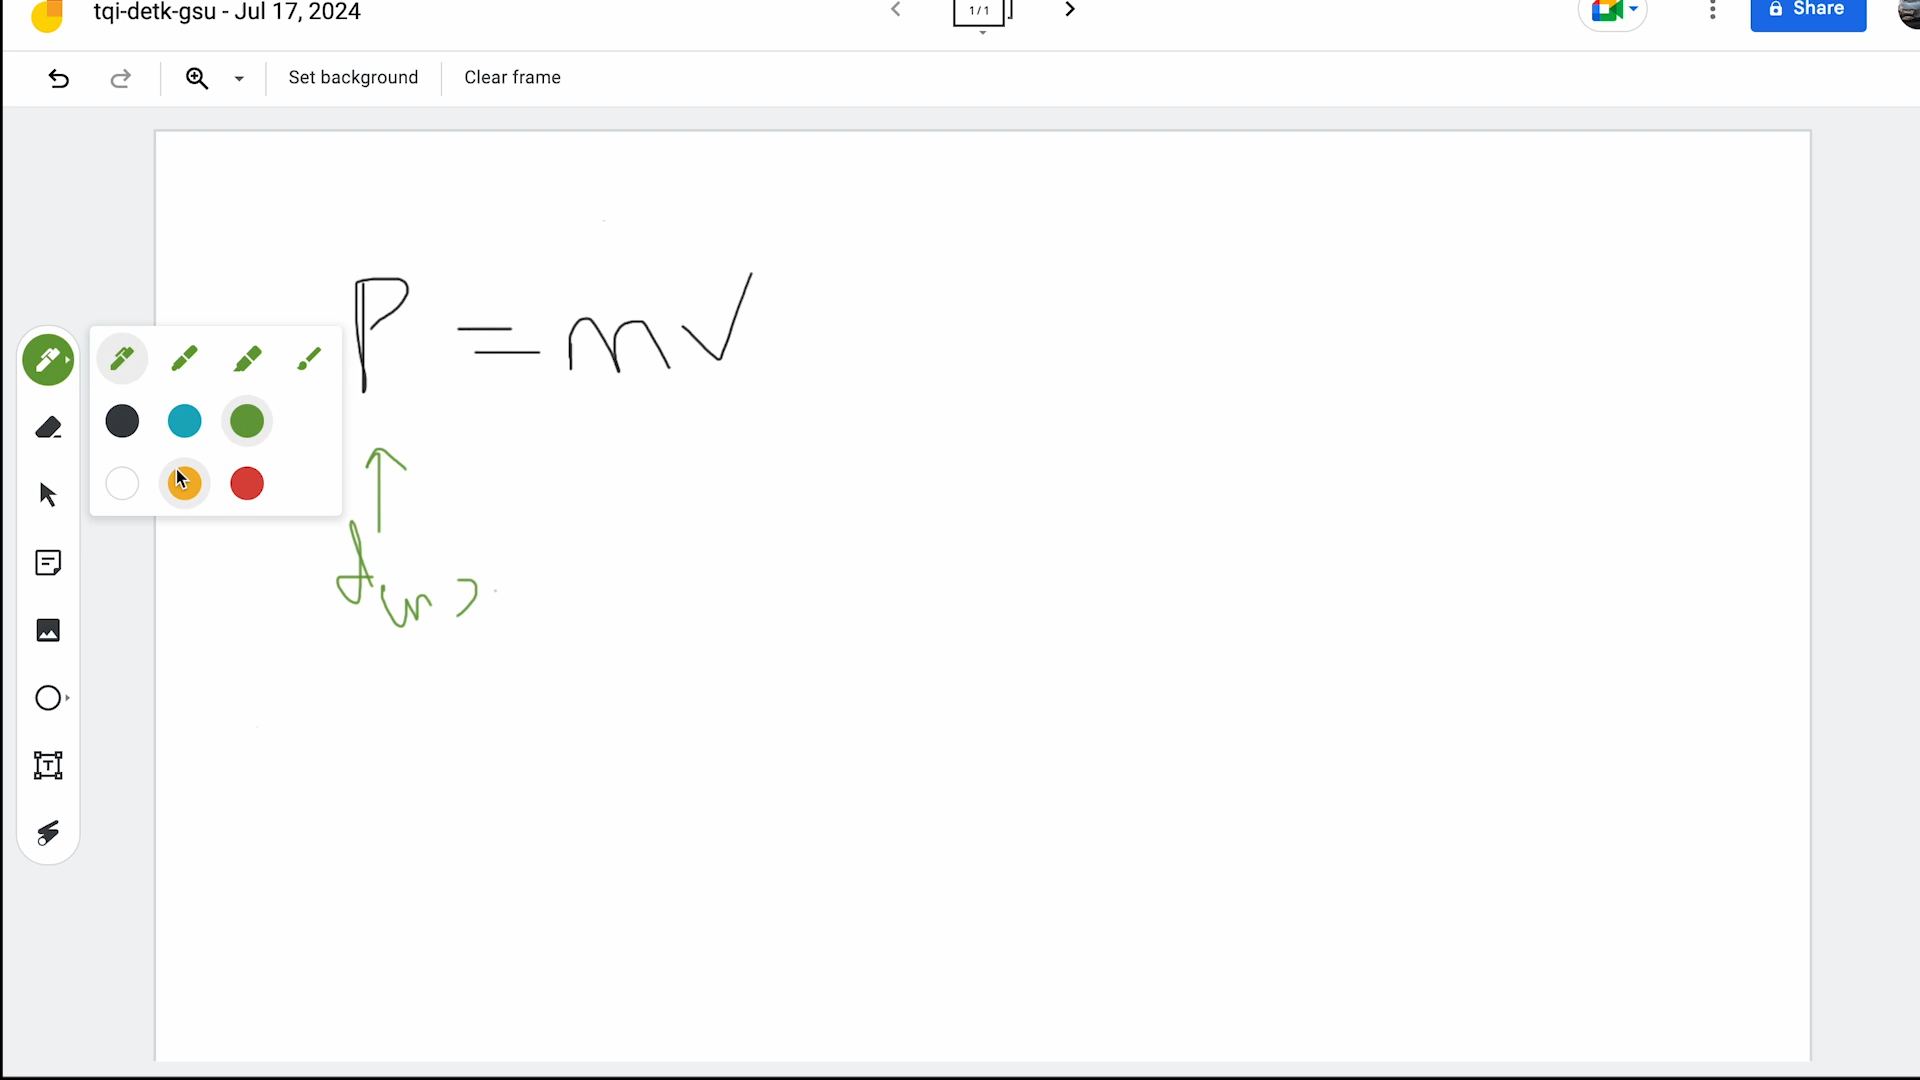 tqi-detk-gsu - Jul 17, 2024
1/1
Share
Set background
Clear frame
P = mv